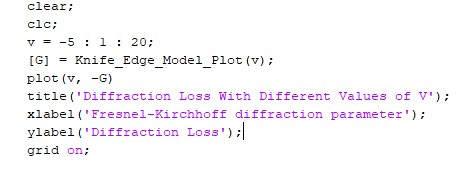 clear;
clc;
v = -5 : 1 : 20;
[G] = Knife_Edge_Model_Plot(v);
plot(v, -G)
title('Diffraction Loss With Different Values of V');
xlabel('Fresnel-Kirchhoff diffraction parameter');
ylabel('Diffraction Loss');
grid on;